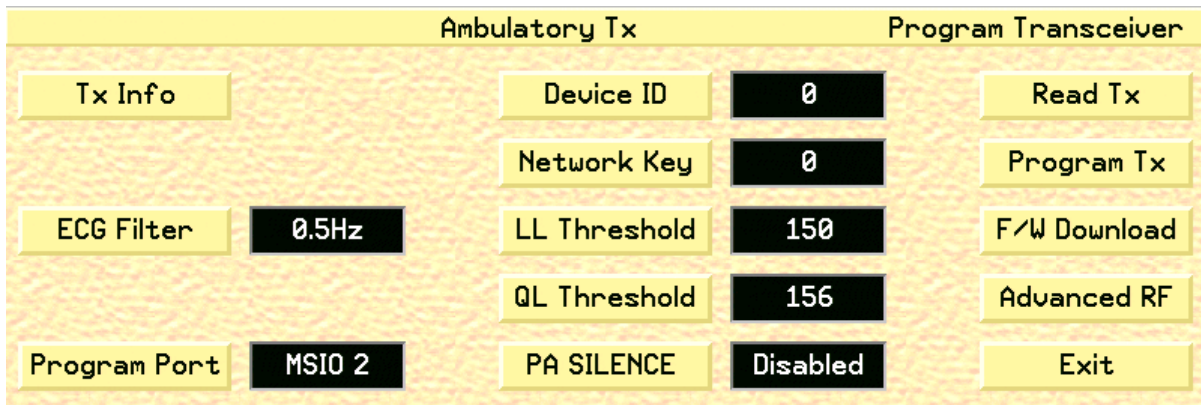 Ambulatory Tx Program Transceiver
Tx Info Device ID 0 Read Tx
Network Key 0 Program Tx
ECG Filter 0.5Hz LL Threshold 150 F/W Download
QL Threshold 156 Advanced RF
Program Port MSIO 2 PA SILENCE Disabled Exit